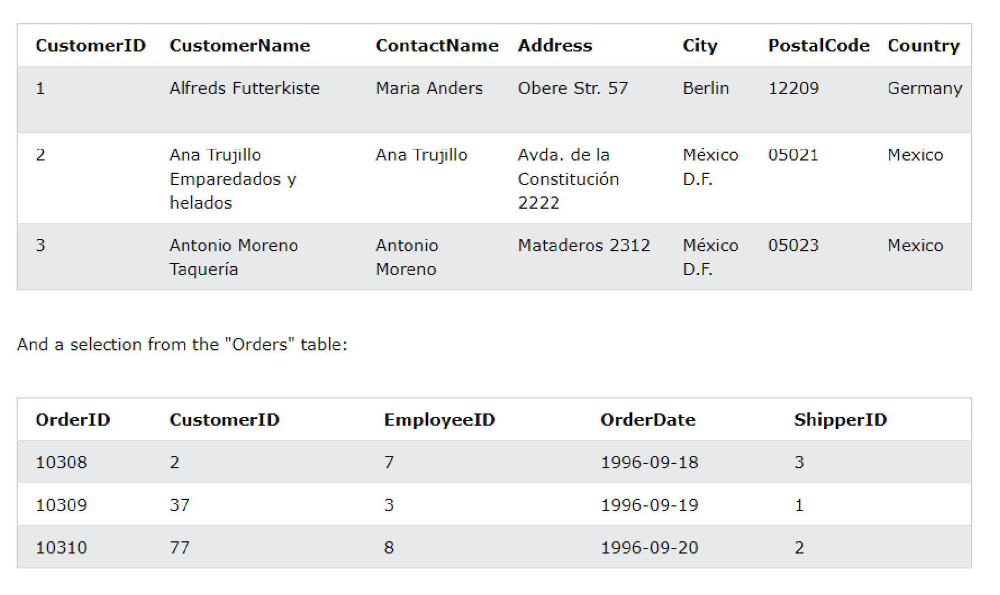 CustomerID CustomerName ContactName Address City PostalCode Country
1 Alfreds Futterkiste Maria Anders Obere Str. 57 Berlin 12209 Germany
2 Ana Trujillo Ana Trujillo Avda. de la México 05021 Mexico
Emparedados y Constitución D.F.
helados 2222
3 Antonio Moreno Antonio Mataderos 2312 México 05023 Mexico
Taquería Moreno D.F.
And a selection from the "Orders" table:
OrderID CustomerID EmployeeID OrderDate ShipperID
10308 2 7 1996-09-18 3
10309 37 3 1996-09-19 1
10310 77 8 1996-09-20 2